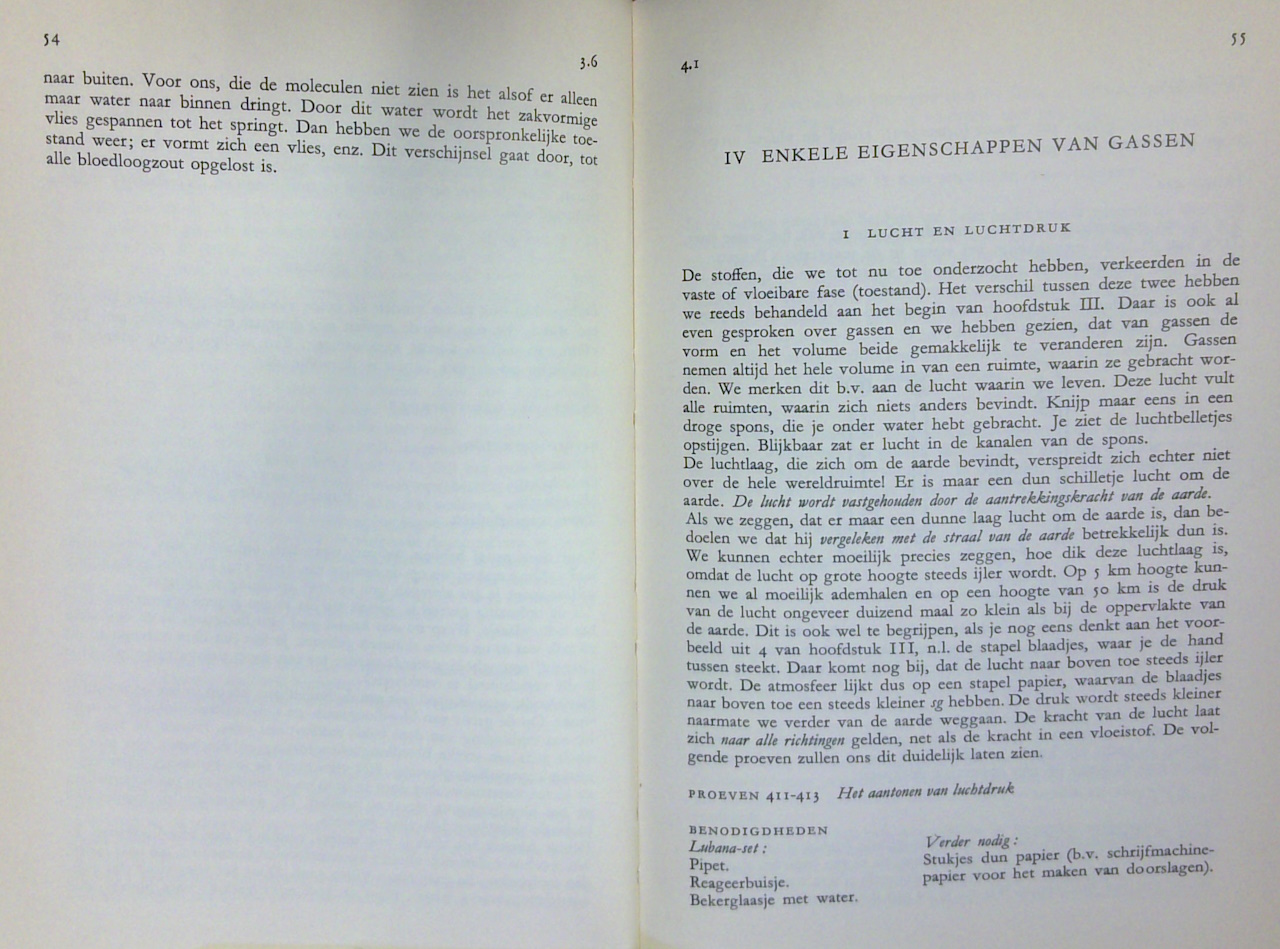 54
3.6
naar buiten. Voor ons, die de moleculen niet zien is het alsof er alleen
maar water naar binnen dringt. Door dit water wordt het zakvormige
vlies gespannen tot het springt. Dan hebben we de oorspronkelijke toe-
stand weer; er vormt zich een vlies, enz. Dit verschijnsel gaat door, tot
alle bloedloogzout opgelost is.
55
4.1
IV ENKELE EIGENSCHAPPEN VAN GASSEN
1 LUCHT EN LUCHTDRUK
De stoffen, die we tot nu toe onderzocht hebben, verkeerden in de
vaste of vloeibare fase (toestand). Het verschil tussen deze twee hebben
we reeds behandeld aan het begin van hoofdstuk III. Daar is ook al
even gesproken over gassen en we hebben gezien, dat van gassen de
vorm en het volume beide gemakkelijk te veranderen zijn. Gassen
nemen altijd het hele volume in van een ruimte, waarin ze gebracht wor-
den. We merken dit b.v. aan de lucht waarin we leven. Deze lucht vult
alle ruimten, waarin zich niets anders bevindt. Knijp maar eens in een
droge spons, die je onder water hebt gebracht. Je ziet de luchtbelletjes
opstijgen. Blijkbaar zat er lucht in de kanalen van de spons.
De luchtlaag, die zich om de aarde bevindt, verspreidt zich echter niet
over de hele wereldruimte! Er is maar een dun schilletje lucht om de
aarde. De lucht wordt vastgehouden door de aantrekkingskracht van de aarde.
Als we zeggen, dat er maar een dunne laag lucht om de aarde is, dan be-
doelen we dat hij vergeleken met de straal van de aarde betrekkelijk dun is.
We kunnen echter moeilijk precies zeggen, hoe dik deze luchtlaag is,
omdat de lucht op grote hoogte steeds ijler wordt. Op 5 km hoogte kun-
nen we al moeilijk ademhalen en op een hoogte van 50 km is de druk
van de lucht ongeveer duizend maal zo klein als bij de oppervlakte van
de aarde. Dit is ook wel te begrijpen, als je nog eens denkt aan het voor-
beeld uit 4 van hoofdstuk III, n.l. de stapel blaadjes, waar je de hand
tussen steekt. Daar komt nog bij, dat de lucht naar boven toe steeds ijler
wordt. De atmosfeer lijkt dus op een stapel papier, waarvan de blaadjes
naar boven toe een steeds kleiner sg hebben. De druk wordt steeds kleiner
naarmate we verder van de aarde weggaan. De kracht van de lucht laat
zich naar alle richtingen gelden, net als de kracht in een vloeistof. De vol-
gende proeven zullen ons dit duidelijk laten zien.
PROEVEN 411-413 Het aantonen van luchtdruk
BENODIGDHEDEN
Lubana-set:
Pipet.
Reageerbuisje.
Bekerglaasje met water.
Verder nodig:
Stukjes dun papier (b.v. schrijfmachine-
papier voor het maken van doorslagen).